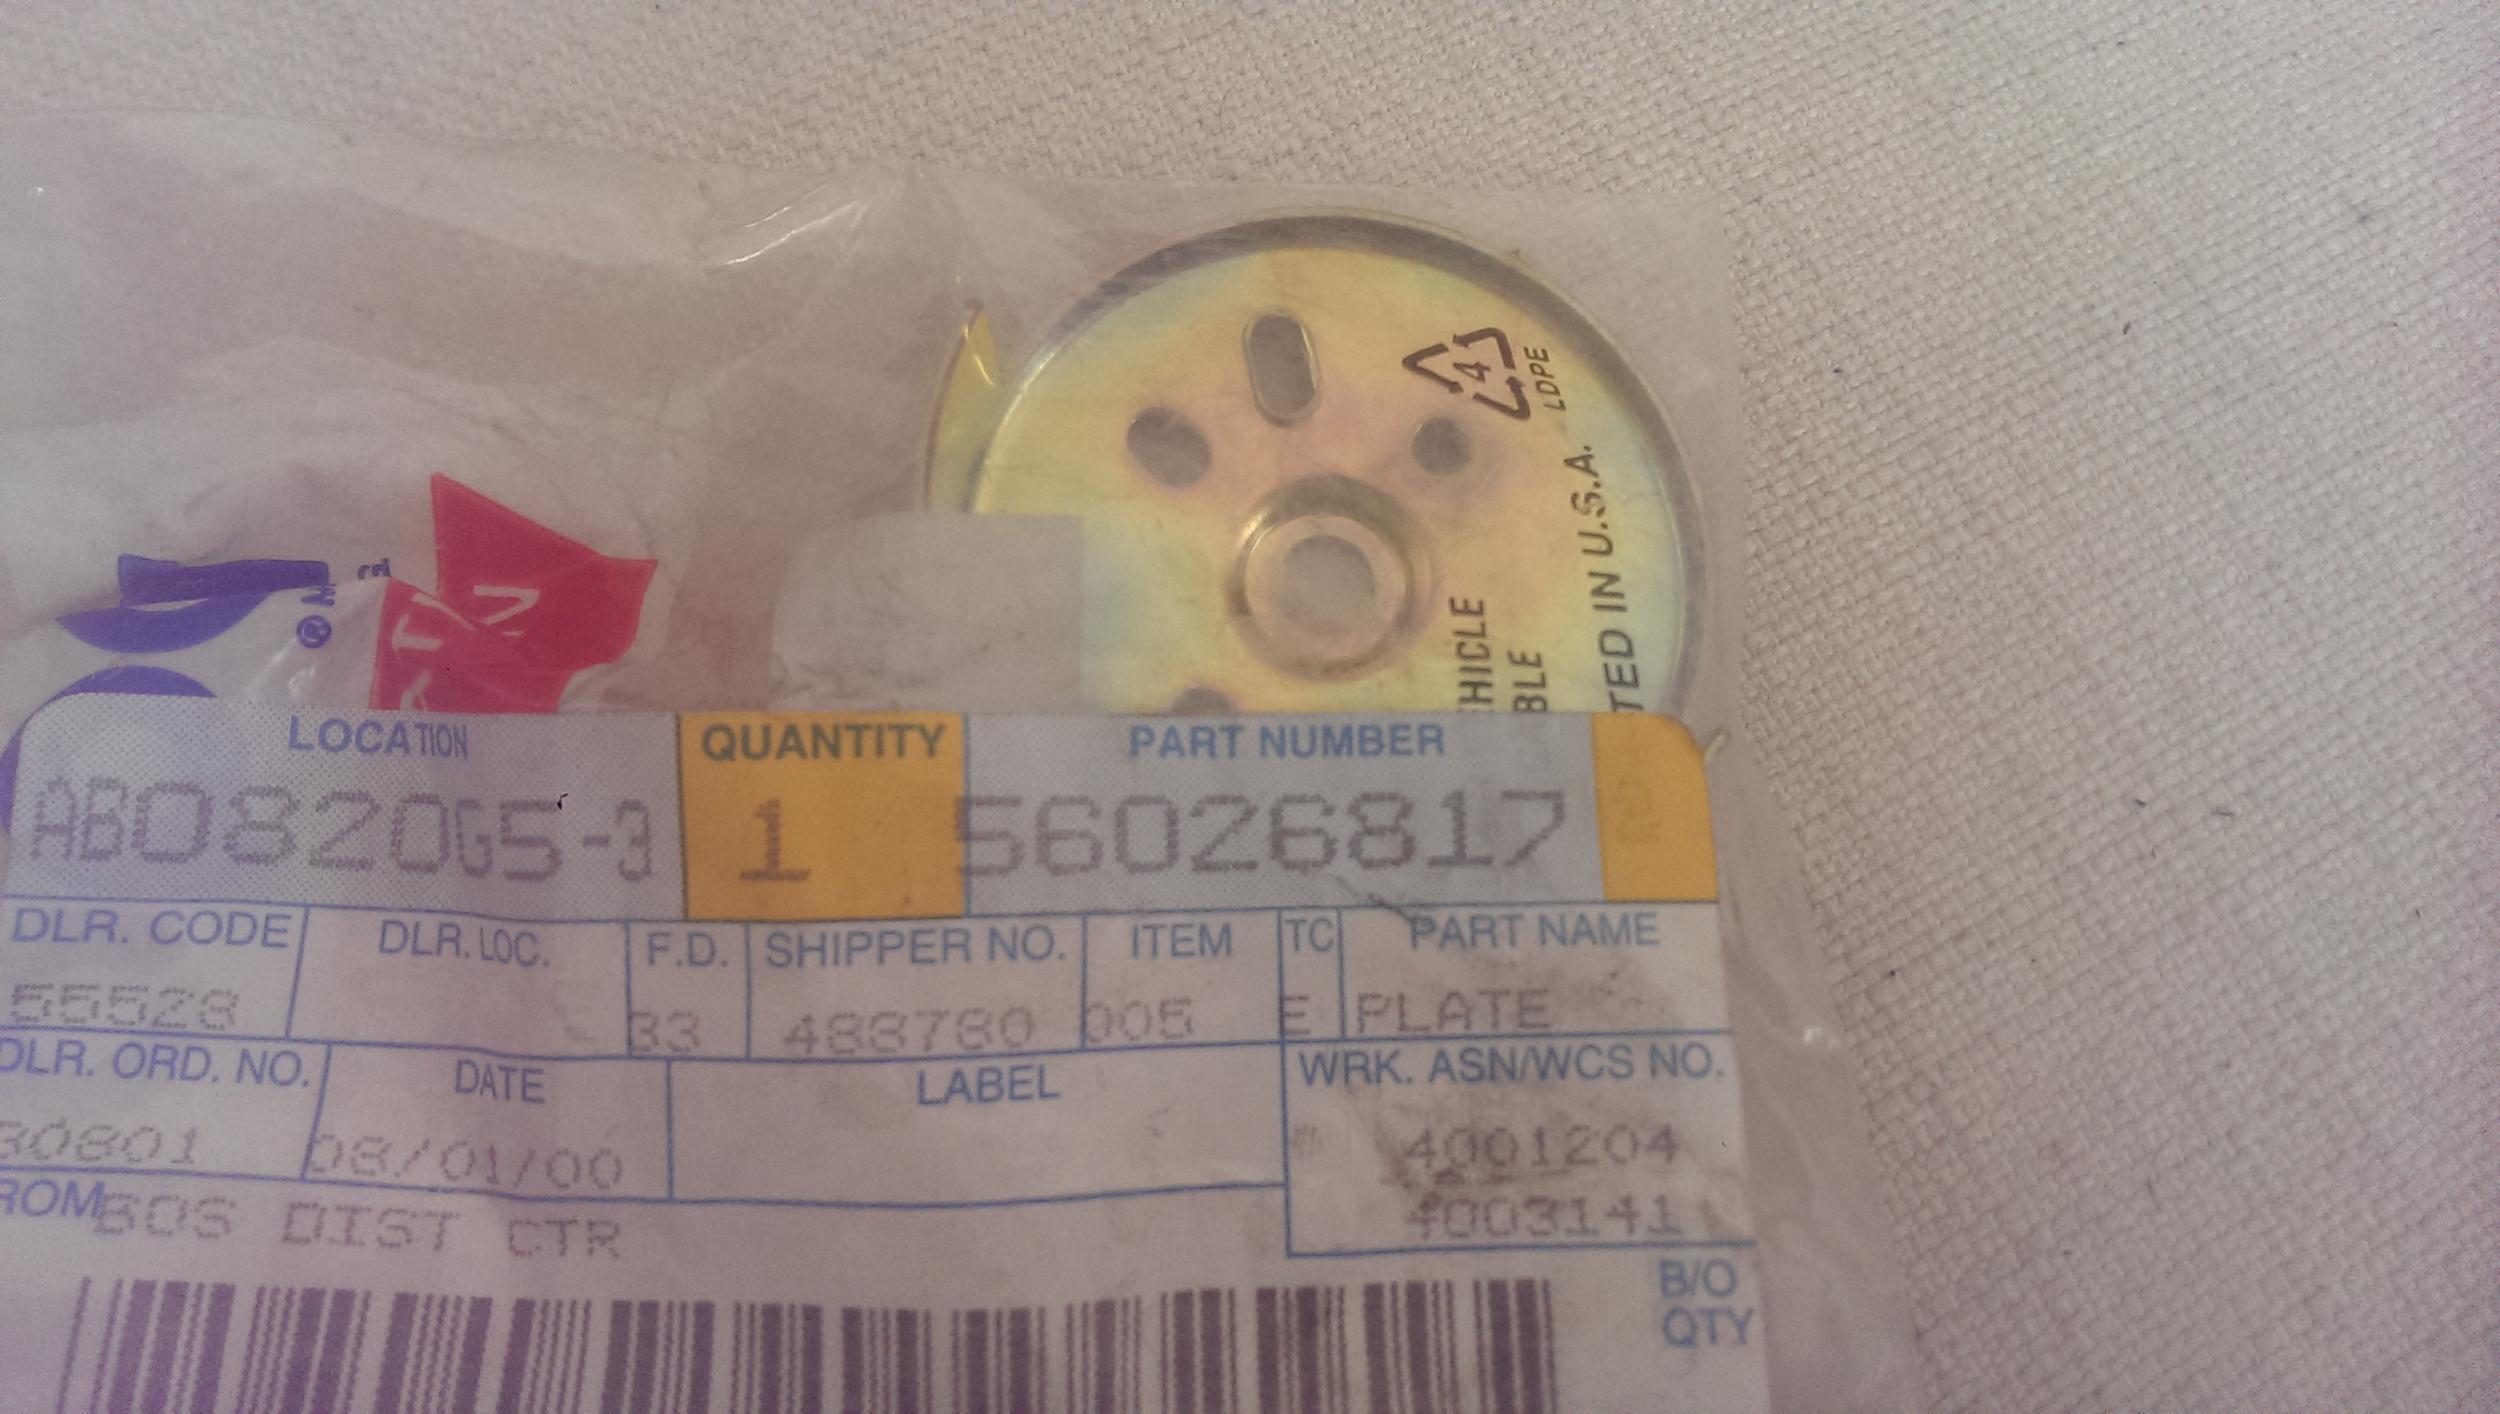 4
LDPE
HICLE
BLE
TED IN U.S.A.
LOCATION QUANTITY PART NUMBER
AB0820G5-3 1 56026817
DLR. CODE DLR. LOC. F.D. SHIPPER NO. ITEM TC PART NAME
55528 33 488780 005 E PLATE
DLR. ORD. NO. DATE LABEL WRK. ASN/WCS NO.
30801 08/01/00 4001204
4003141
ROM BOS DIST CTR
B/O
QTY